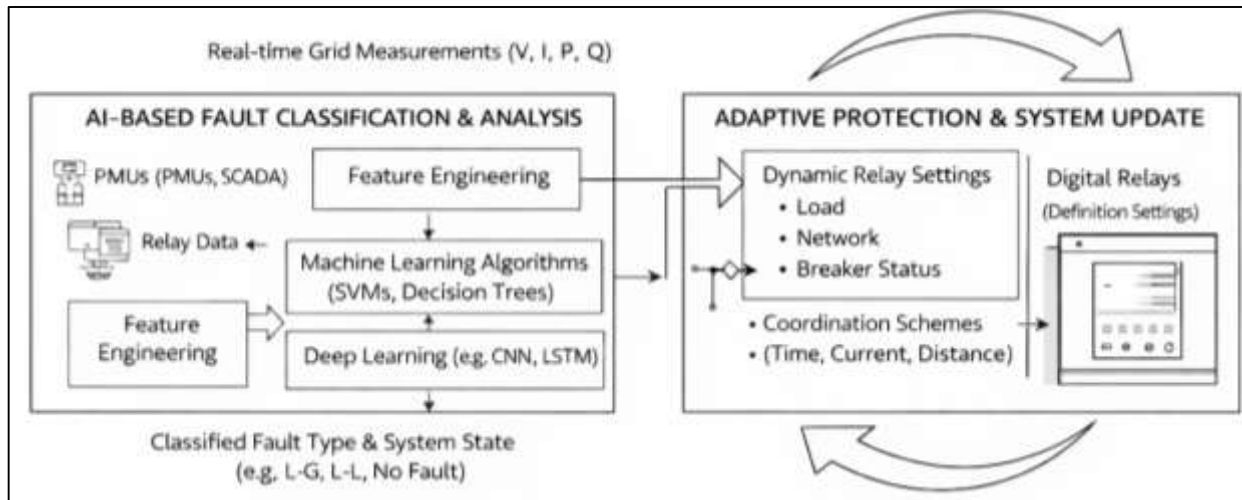 Real-time Grid Measurements (V, I, P, Q)
AI-BASED FAULT CLASSIFICATION & ANALYSIS
PMUs (PMUs, SCADA)
Feature Engineering
Relay Data
Machine Learning Algorithms
(SVMs, Decision Trees)
Feature
Engineering
Deep Learning (e.g. CNN, LSTM)
Classified Fault Type & System State
(e.g, L-G, L-L, No Fault)
ADAPTIVE PROTECTION & SYSTEM UPDATE
Dynamic Relay Settings
• Load
• Network
• Breaker Status
• Coordination Schemes
• (Time, Current, Distance)
Digital Relays
(Definition Settings)